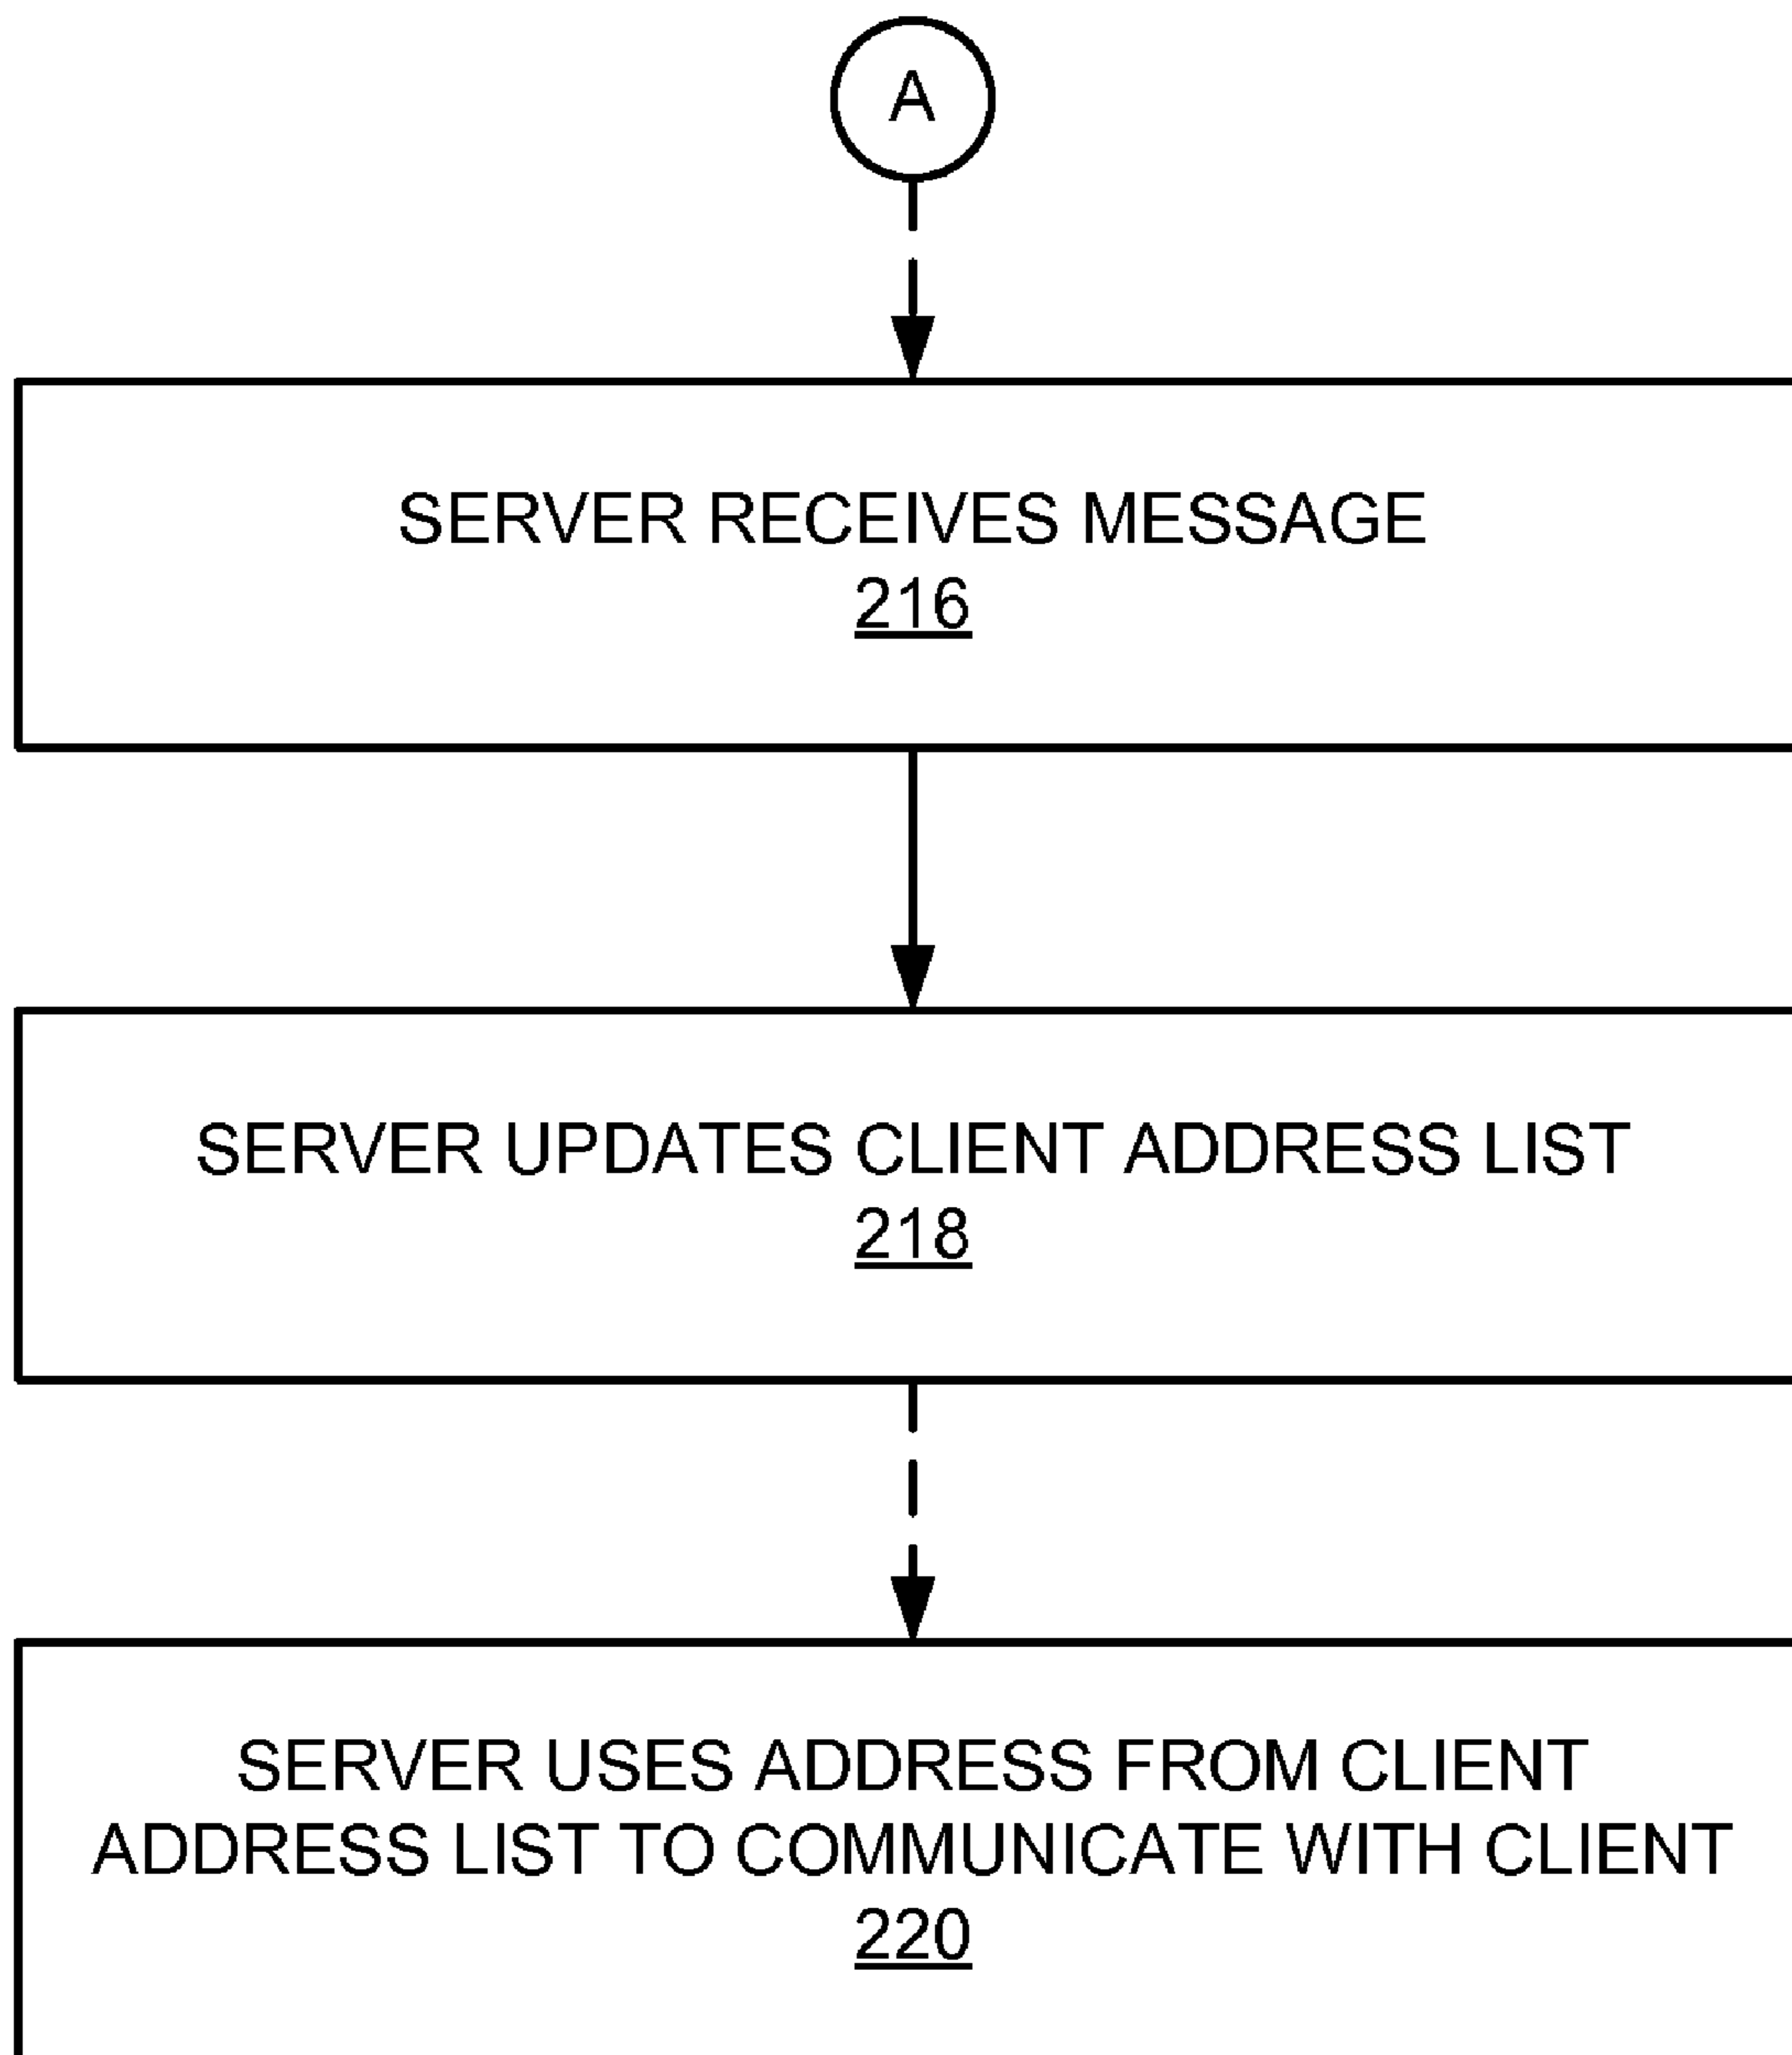 A
SERVER RECEIVES MESSAGE
216
SERVER UPDATES CLIENT ADDRESS LIST
218
SERVER USES ADDRESS FROM CLIENT
ADDRESS LIST TO COMMUNICATE WITH CLIENT
220